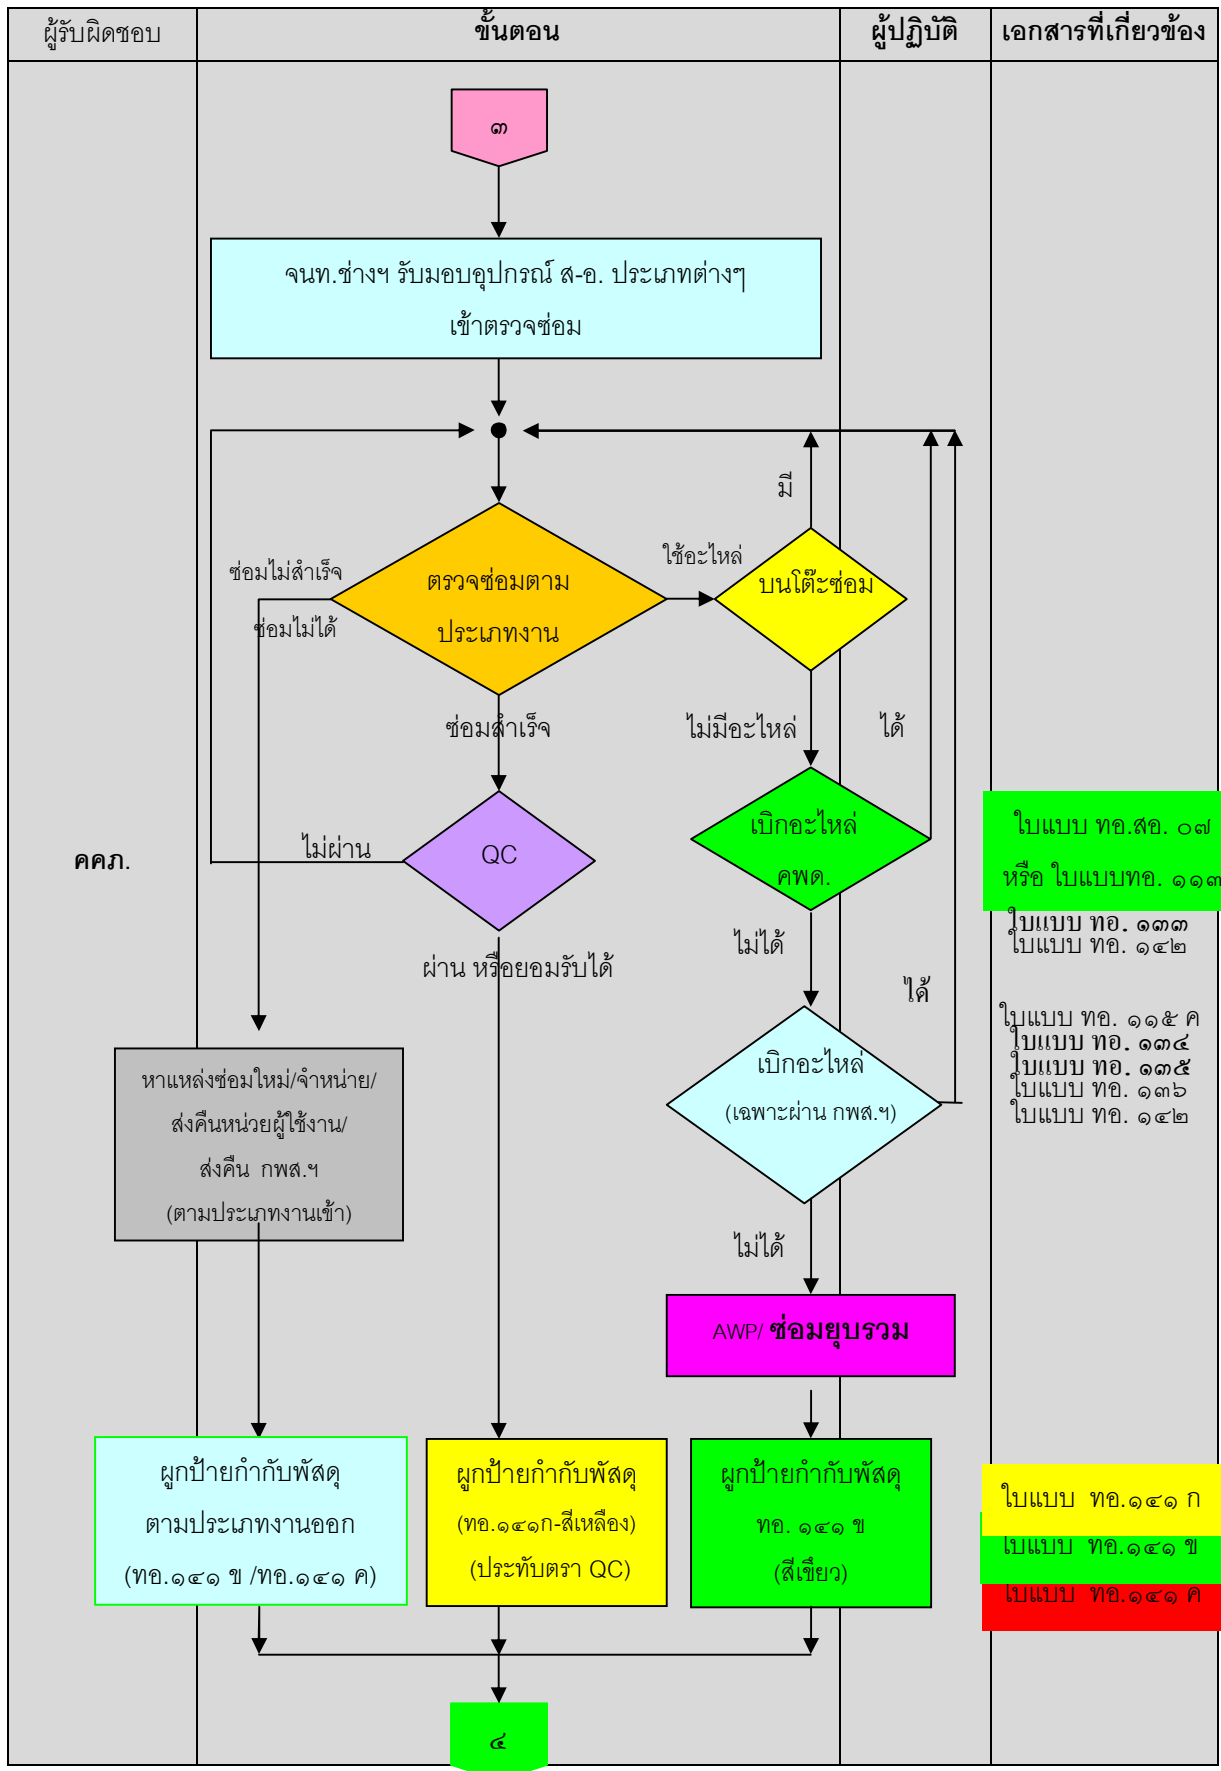 ผู้รับผิดชอบ
ขั้นตอน
ผู้ปฏิบัติ
เอกสารที่เกี่ยวข้อง
๓
จนท.ช่างฯ รับมอบอุปกรณ์ ส-อ. ประเภทต่างๆ
เข้าตรวจซ่อม
มี
ซ่อมไม่สำเร็จ
ซ่อมไม่ได้
ตรวจซ่อมตาม
ประเภทงาน
ใช้อะไหล่
บนโต๊ะซ่อม
ซ่อมสำเร็จ
ไม่มีอะไหล่
ได้
คคภ.
ไม่ผ่าน
QC
เบิกอะไหล่
คพด.
ใบแบบ ทอ.สอ. ๐๗
หรือ ใบแบบทอ. ๑๑๓
ใบแบบ ทอ. ๑๓๓
ใบแบบ ทอ. ๑๔๒
ผ่าน หรือยอมรับได้
ไม่ได้
ได้
ใบแบบ ทอ. ๑๑๕ ค
ใบแบบ ทอ. ๑๓๔
ใบแบบ ทอ. ๑๓๕
ใบแบบ ทอ. ๑๓๖
ใบแบบ ทอ. ๑๔๒
หาแหล่งซ่อมใหม่/จำหน่าย/
ส่งคืนหน่วยผู้ใช้งาน/
ส่งคืน กพส.ฯ
(ตามประเภทงานเข้า)
เบิกอะไหล่
(เฉพาะผ่าน กพส.ฯ)
ไม่ได้
AWP/ ซ่อมยุบรวม
ผูกป้ายกำกับพัสดุ
ตามประเภทงานออก
(ทอ.๑๔๑ ข /ทอ.๑๔๑ ค)
ผูกป้ายกำกับพัสดุ
(ทอ.๑๔๑ก-สีเหลือง)
(ประทับตรา QC)
ผูกป้ายกำกับพัสดุ
ทอ. ๑๔๑ ข
(สีเขียว)
ใบแบบ ทอ.๑๔๑ ก
ใบแบบ ทอ.๑๔๑ ข
ใบแบบ ทอ.๑๔๑ ค
๔